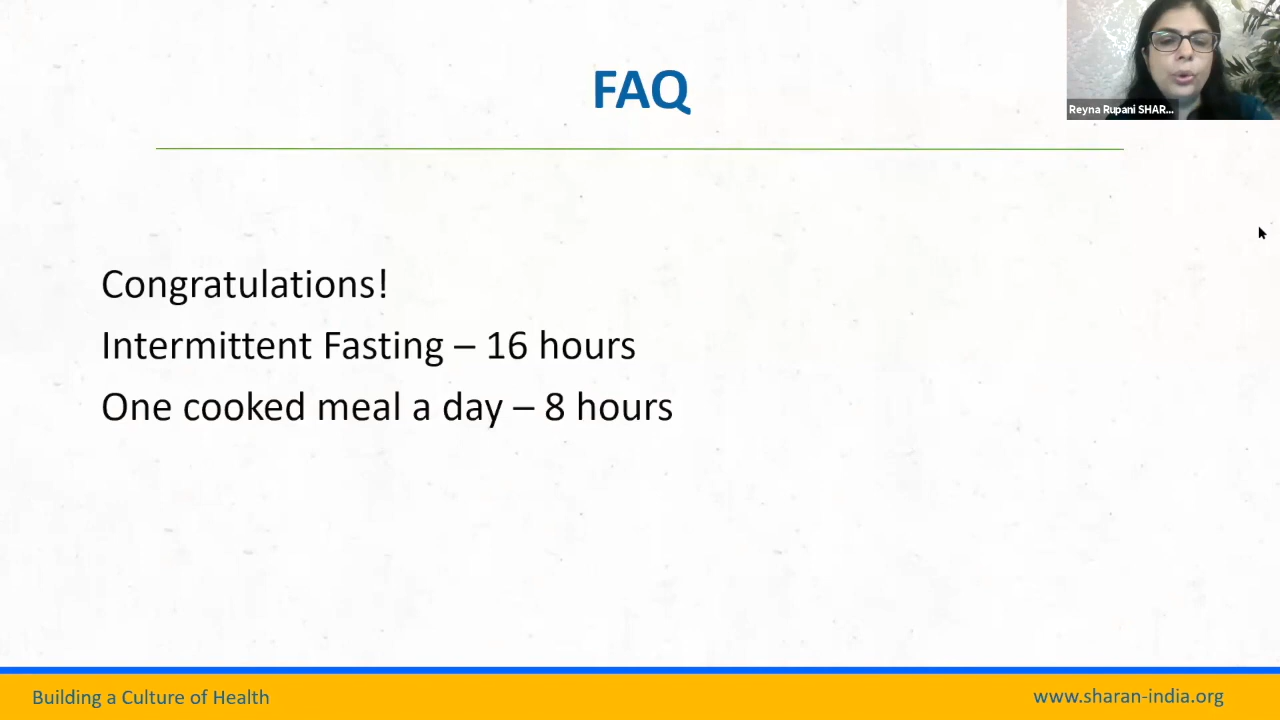 FAQ
Reyna Rupani SHAR...
Congratulations!
Intermittent Fasting – 16 hours
One cooked meal a day – 8 hours
Building a Culture of Health
www.sharan-india.org